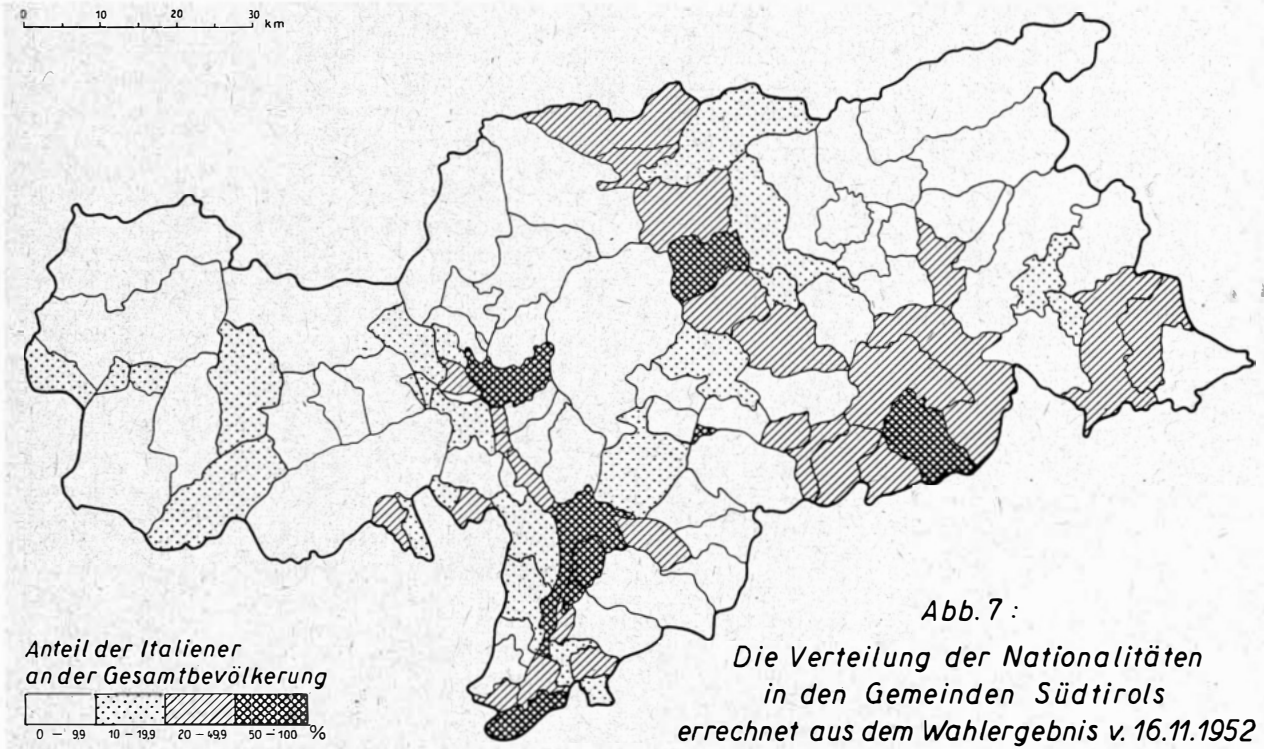 0 10 20 30 km
Anteil der Italiener
an der Gesamtbevölkerung
0 – 9,9 10 – 19,9 20 – 49,9 50 – 100 %
Abb. 7 :
Die Verteilung der Nationalitäten
in den Gemeinden Südtirols
errechnet aus dem Wahlergebnis v. 16.11.1952